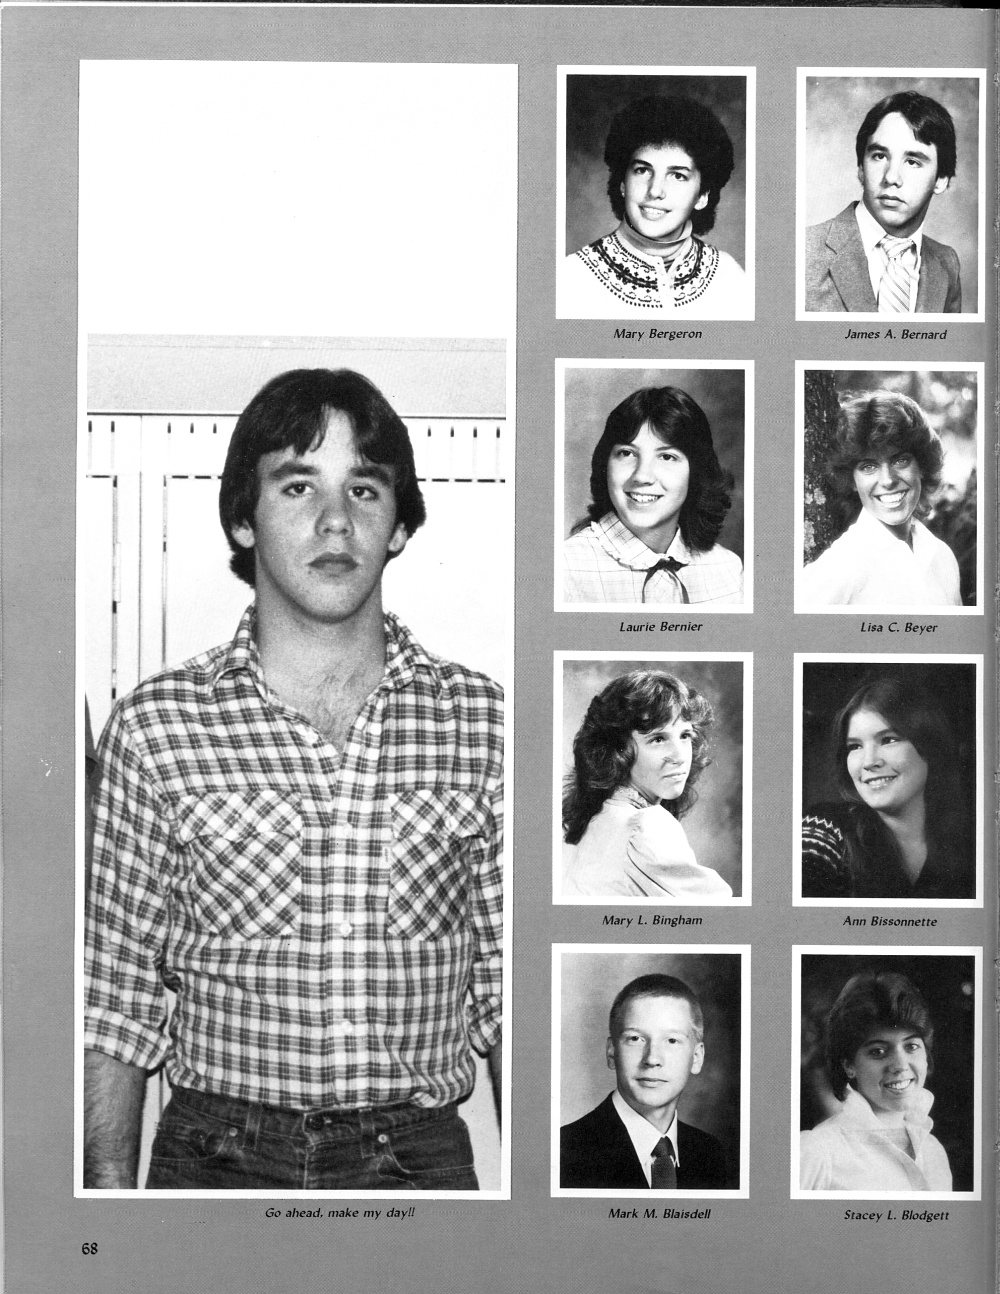 Mary Bergeron
James A. Bernard
Laurie Bernier
Lisa C. Beyer
Mary L. Bingham
Ann Bissonnette
Go ahead, make my day!!
Mark M. Blaisdell
Stacey L. Blodgett
68